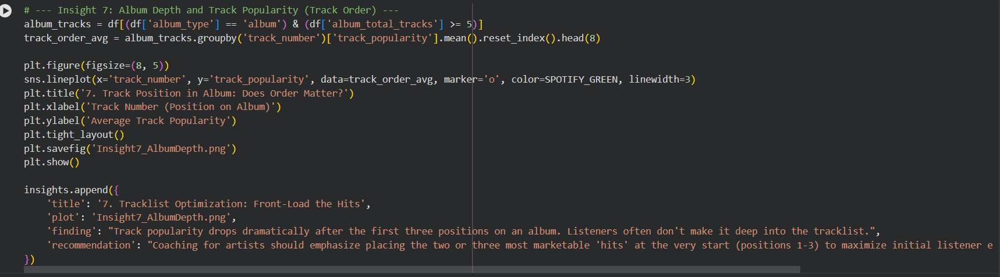 # --- Insight 7: Album Depth and Track Popularity (Track Order) ---
album_tracks = df[(df['album_type'] == 'album') & (df['album_total_tracks'] >= 5)]
track_order_avg = album_tracks.groupby('track_number')['track_popularity'].mean().reset_index().head(8)
plt.figure(figsize=(8, 5))
sns.lineplot(x='track_number', y='track_popularity', data=track_order_avg, marker='o', color=SPOTIFY_GREEN, linewidth=3)
plt.title('7. Track Position in Album: Does Order Matter?')
plt.xlabel('Track Number (Position on Album)')
plt.ylabel('Average Track Popularity')
plt.tight_layout()
plt.savefig('Insight7_AlbumDepth.png')
plt.show()
insights.append({
    'title': '7. Tracklist Optimization: Front-Load the Hits',
    'plot': 'Insight7_AlbumDepth.png',
    'finding': "Track popularity drops dramatically after the first three positions on an album. Listeners often don't make it deep into the tracklist.",
    'recommendation': "Coaching for artists should emphasize placing the two or three most marketable 'hits' at the very start (positions 1-3) to maximize initial listener e
})